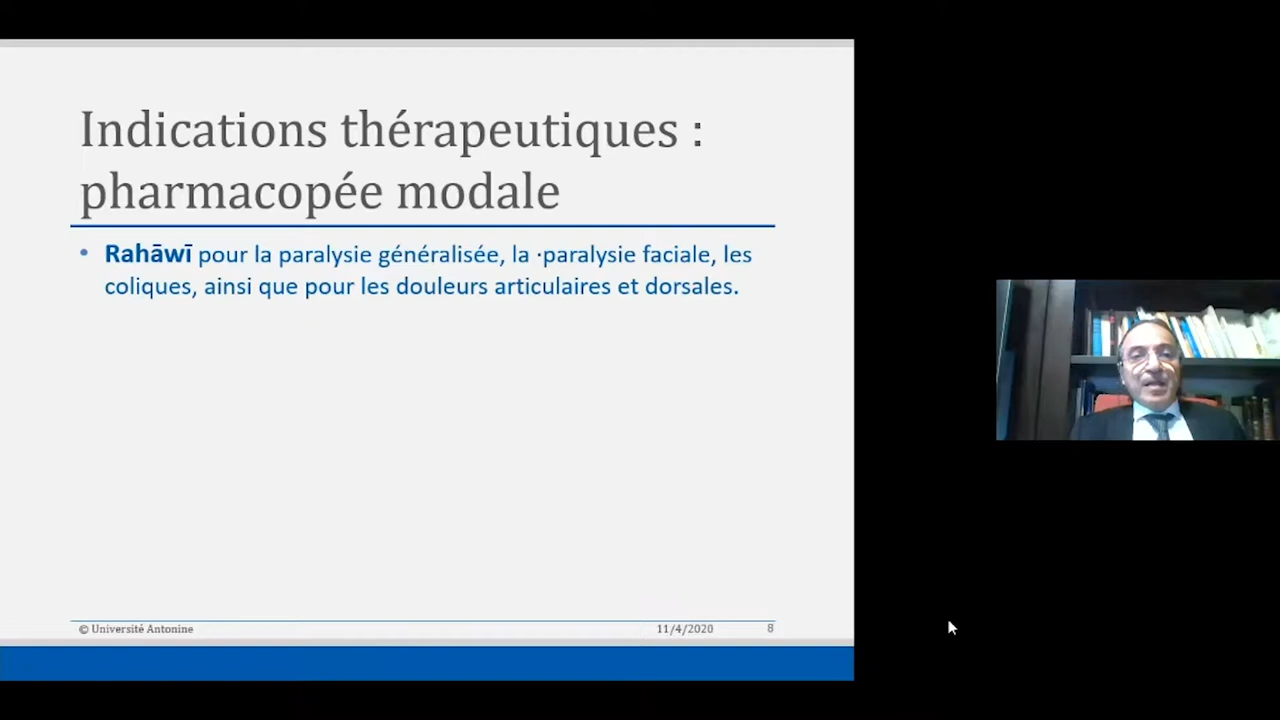 Indications thérapeutiques :
pharmacopée modale
• Rahāwī pour la paralysie généralisée, la ·paralysie faciale, les
coliques, ainsi que pour les douleurs articulaires et dorsales.
© Université Antonine 11/4/2020 8